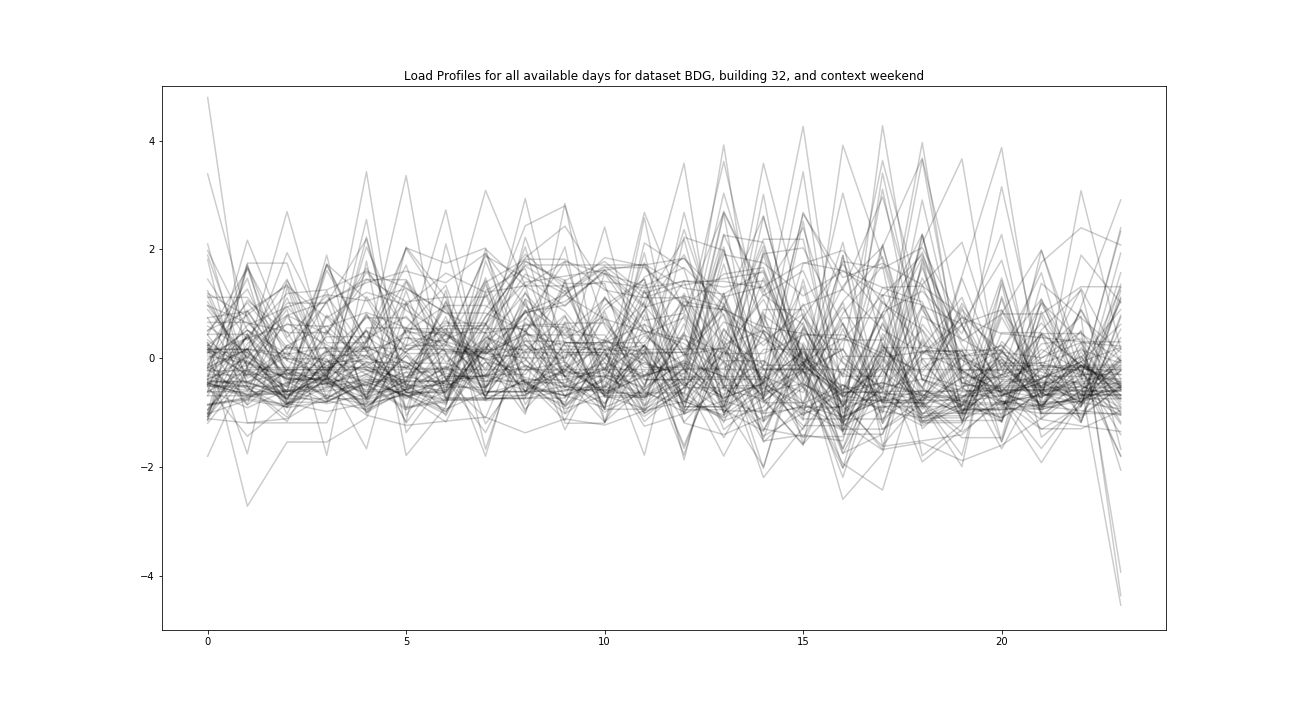 Load Profiles for all available days for dataset BDG, building 32, and context weekend
4
2
0
−2
−4
0 5 10 15 20